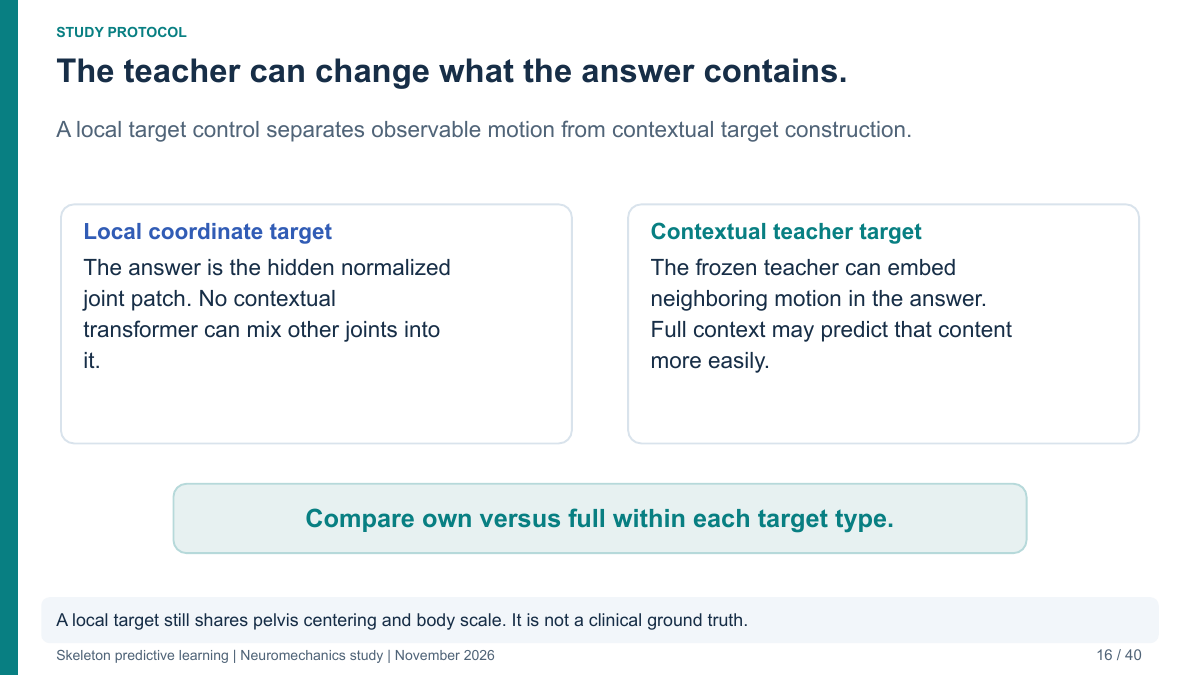 STUDY PROTOCOL
The teacher can change what the answer contains.
A local target control separates observable motion from contextual target construction.
Local coordinate target
The answer is the hidden normalized
joint patch. No contextual
transformer can mix other joints into
it.
Contextual teacher target
The frozen teacher can embed
neighboring motion in the answer.
Full context may predict that content
more easily.
Compare own versus full within each target type.
A local target still shares pelvis centering and body scale. It is not a clinical ground truth.
Skeleton predictive learning | Neuromechanics study | November 2026
16 / 40